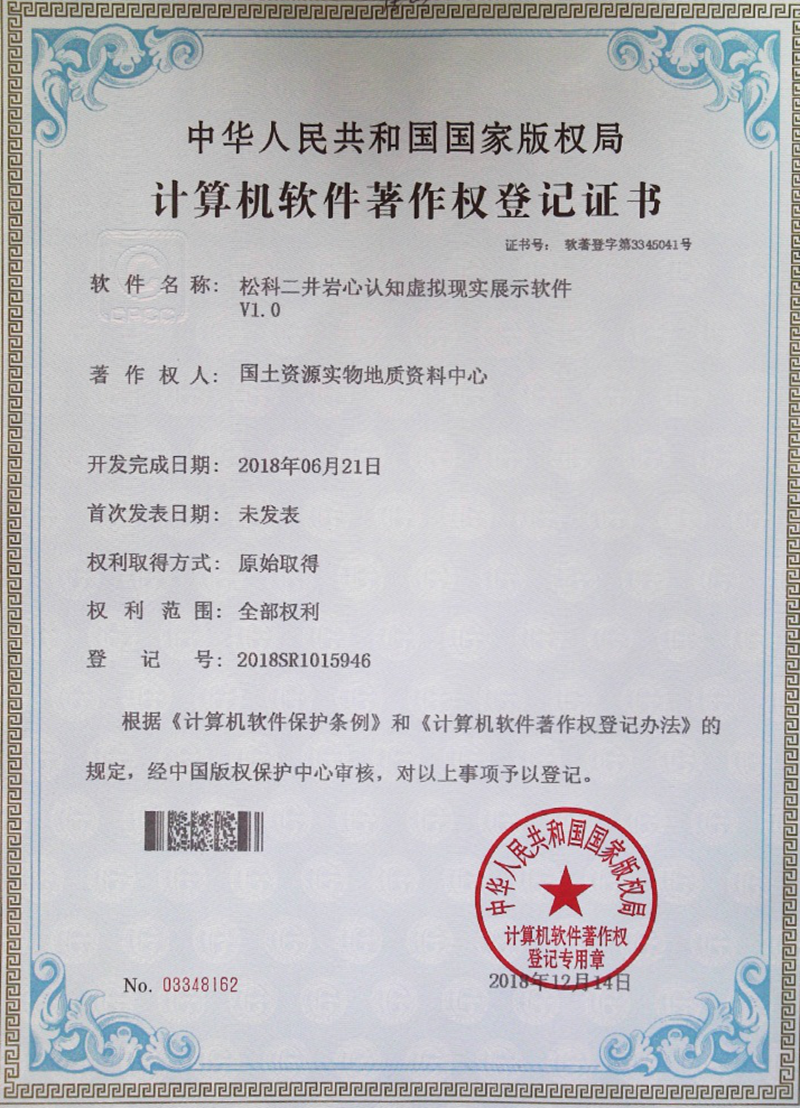 中华人民共和国国家版权局
计算机软件著作权登记证书
证书号： 软著登字第3345041号
软件名称： 松科二井岩心认知虚拟现实展示软件
V1.0
CPCC
著作权人： 国土资源实物地质资料中心
开发完成日期： 2018年06月21日
首次发表日期： 未发表
权利取得方式： 原始取得
权利范围： 全部权利
登记号： 2018SR1015946
根据《计算机软件保护条例》和《计算机软件著作权登记办法》的
规定，经中国版权保护中心审核，对以上事项予以登记。
中华人民共和国国家版权局
计算机软件著作权
登记专用章
No. 03348162
2018年12月14日